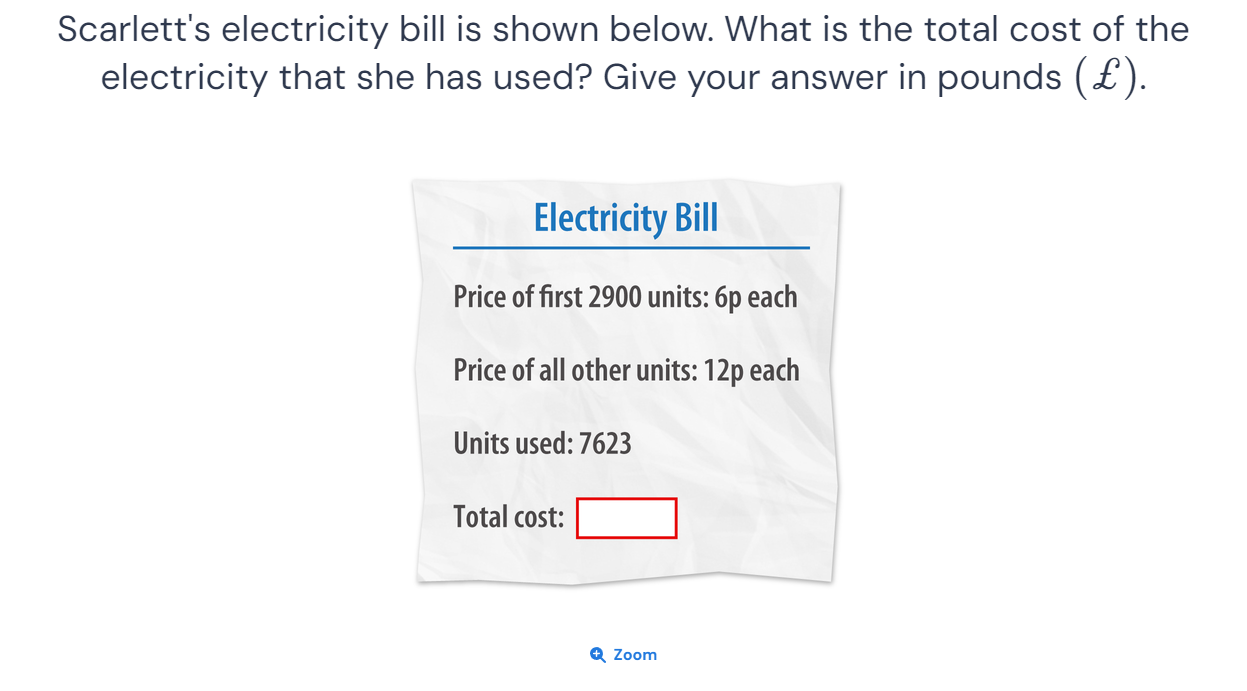 Scarlett's electricity bill is shown below. What is the total cost of the
electricity that she has used? Give your answer in pounds (£).
Electricity Bill
Price of first 2900 units: 6p each
Price of all other units: 12p each
Units used: 7623
Total cost:
Zoom